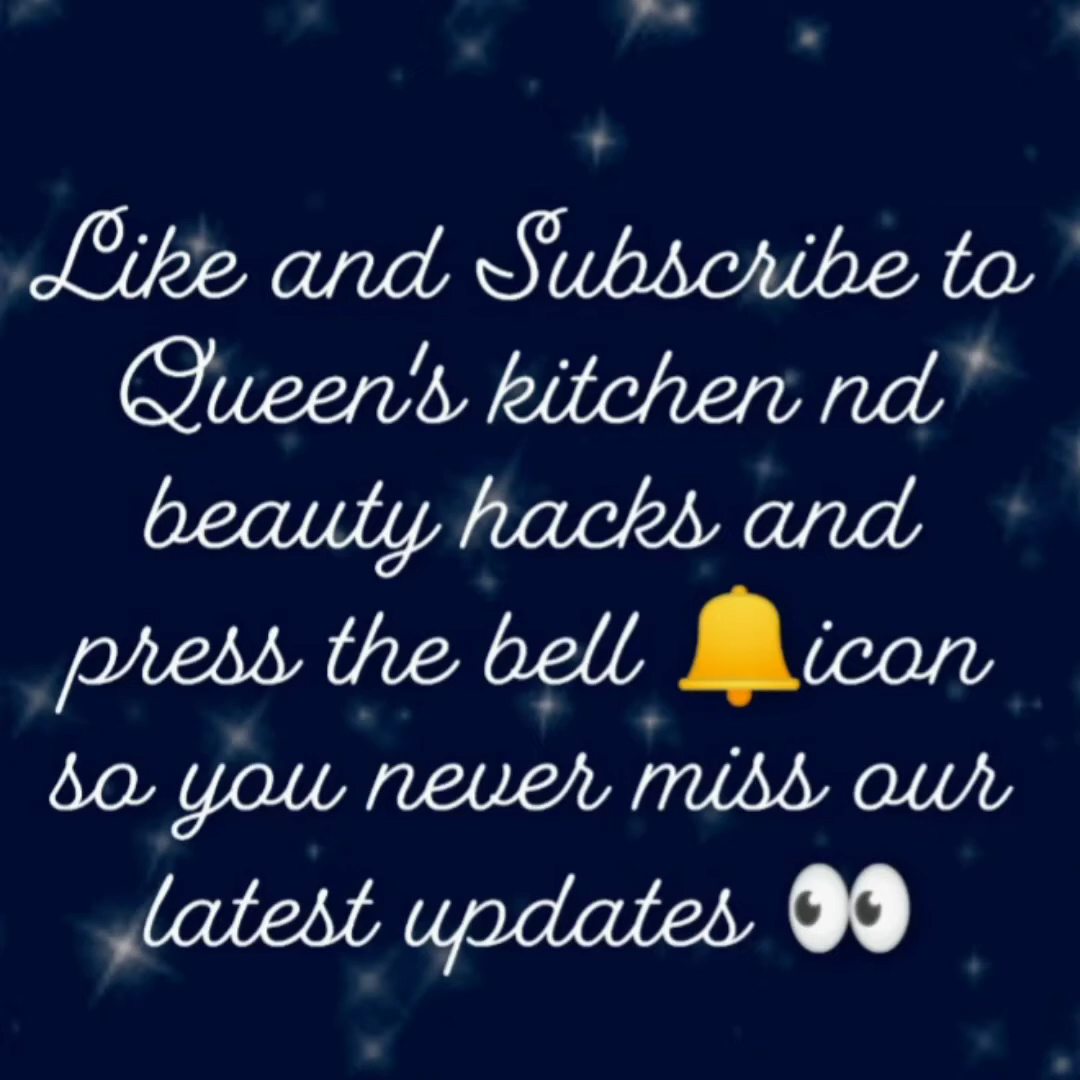 Like and Subscribe to
Queen's kitchen nd
beauty hacks and
press the bell 🔔icon
so you never miss our
latest updates 👀